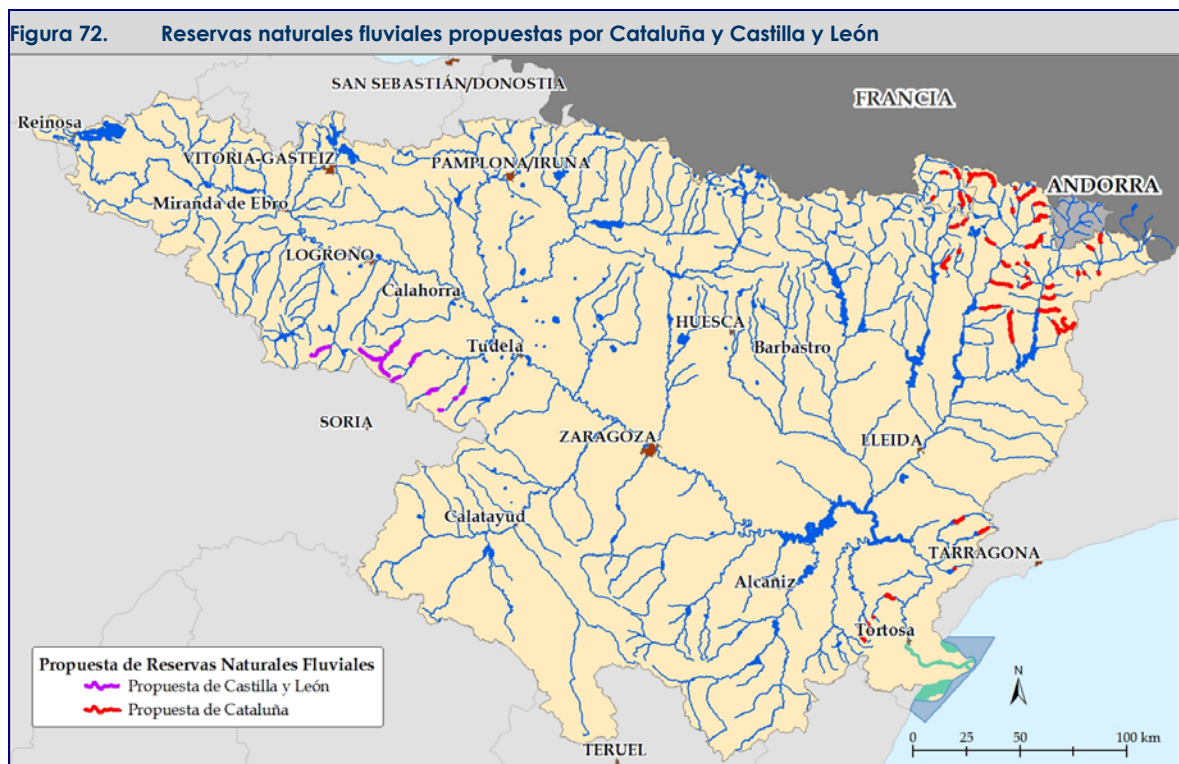 Figura 72. Reservas naturales fluviales propuestas por Cataluña y Castilla y León
SAN SEBASTIÁN/DONOSTIA
FRANCIA
Reinosa
VITORIA-GASTEIZ
PAMPLONA/IRUÑA
ANDORRA
Miranda de Ebro
LOGROÑO
Calahorra
HUESCA
Tudela
Barbastro
SORIA
ZARAGOZA
LLEIDA
Calatayud
TARRAGONA
Alcañiz
Tortosa
Propuesta de Reservas Naturales Fluviales
Propuesta de Castilla y León
Propuesta de Cataluña
N
0 25 50 100 km
TERUEL